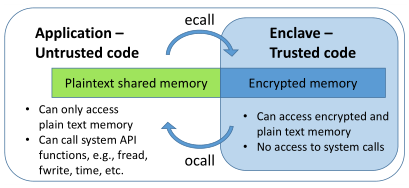 ecall
Application –
Untrusted code
Enclave –
Trusted code
Plaintext shared memory
Encrypted memory
• Can only access
plain text memory
• Can call system API
functions, e.g., fread,
fwrite, time, etc.
• Can access encrypted and
plain text memory
• No access to system calls
ocall